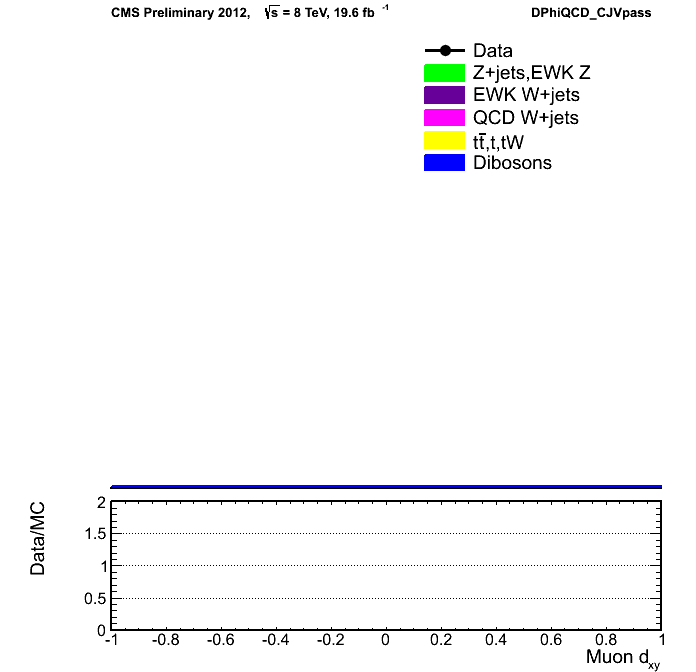 CMS Preliminary 2012, √s = 8 TeV, 19.6 fb⁻¹ DPhiQCD_CJVpass
Data
Z+jets,EWK Z
EWK W+jets
QCD W+jets
tt̅,t,tW
Dibosons
Data/MC
2
1.5
1
0.5
0
-1 -0.8 -0.6 -0.4 -0.2 0 0.2 0.4 0.6 0.8 1
Muon d_xy